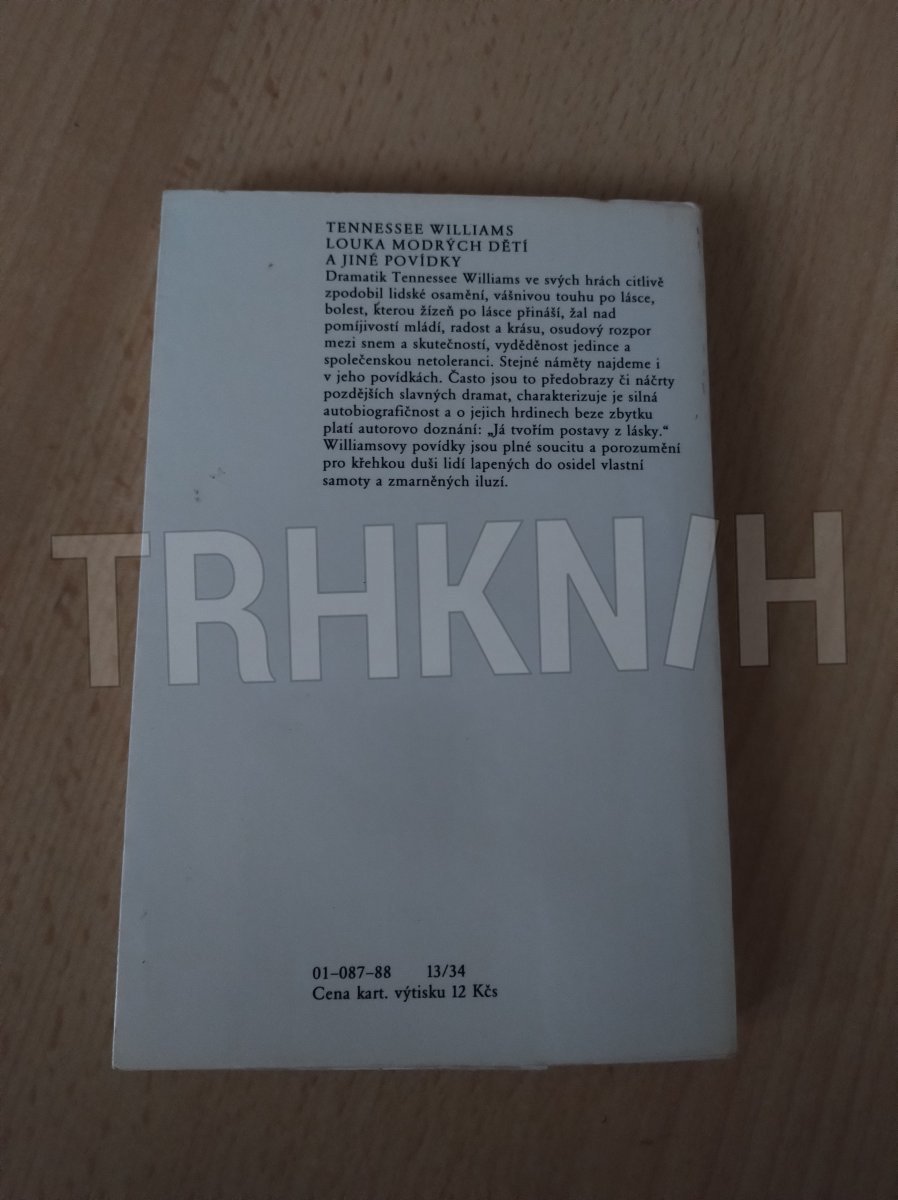 TENNESSEE WILLIAMS
LOUKA MODRÝCH DĚTÍ
A JINÉ POVÍDKY
Dramatik Tennessee Williams ve svých hrách citlivě
zpodobil lidské osamění, vášnivou touhu po lásce,
bolest, kterou žízeň po lásce přináší, žal nad
pomíjivostí mládí, radost a krásu, osudový rozpor
mezi snem a skutečností, vyděděnost jedince a
společenskou netoleranci. Stejné náměty najdeme i
v jeho povídkách. Často jsou to předobrazy či náčrty
pozdějších slavných dramat, charakterizuje je silná
autobiografičnost a o jejich hrdinech beze zbytku
platí autorovo doznání: „Já tvořím postavy z lásky.“
Williamsovy povídky jsou plné soucitu a porozumění
pro křehkou duši lidí lapených do osidel vlastní
samoty a zmarněných iluzí.
TRHKNIH
01–087–88 13/34
Cena kart. výtisku 12 Kčs